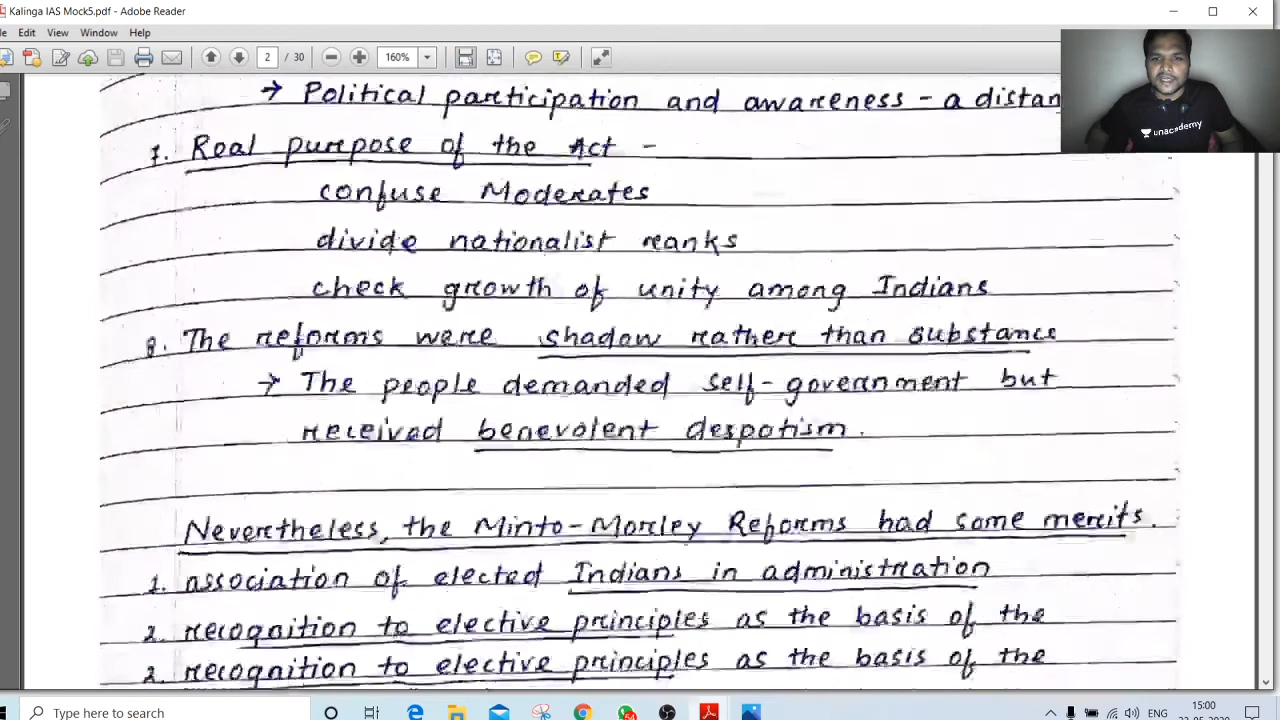 Kalinga IAS Mock5.pdf - Adobe Reader
Edit View Window Help
2 / 30 160%
→ Political participation and awareness - a distan
unacademy
7. Real purpose of the Act -
confuse Moderates
divide nationalist ranks
check growth of unity among Indians
8. The reforms were shadow rather than substance
→ The people demanded self-government but
received benevolent despotism.
Nevertheless, the Minto-Morley Reforms had some merits.
1. association of elected Indians in administration
2. recognition to elective principles as the basis of the
2. recognition to elective principles as the basis of the
Type here to search
ENG
15:00